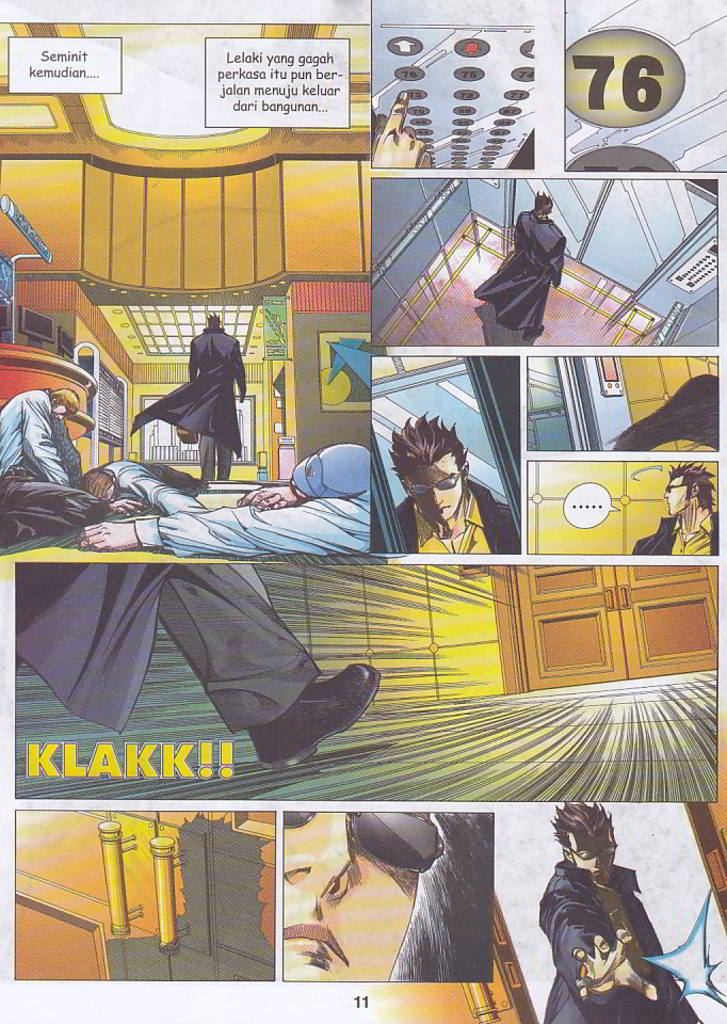 Seminit
kemudian....
Lelaki yang gagah
perkasa itu pun ber-
jalan menuju keluar
dari bangunan...
76
75
74
73
72
71
76
.....
KLAKK!!
11